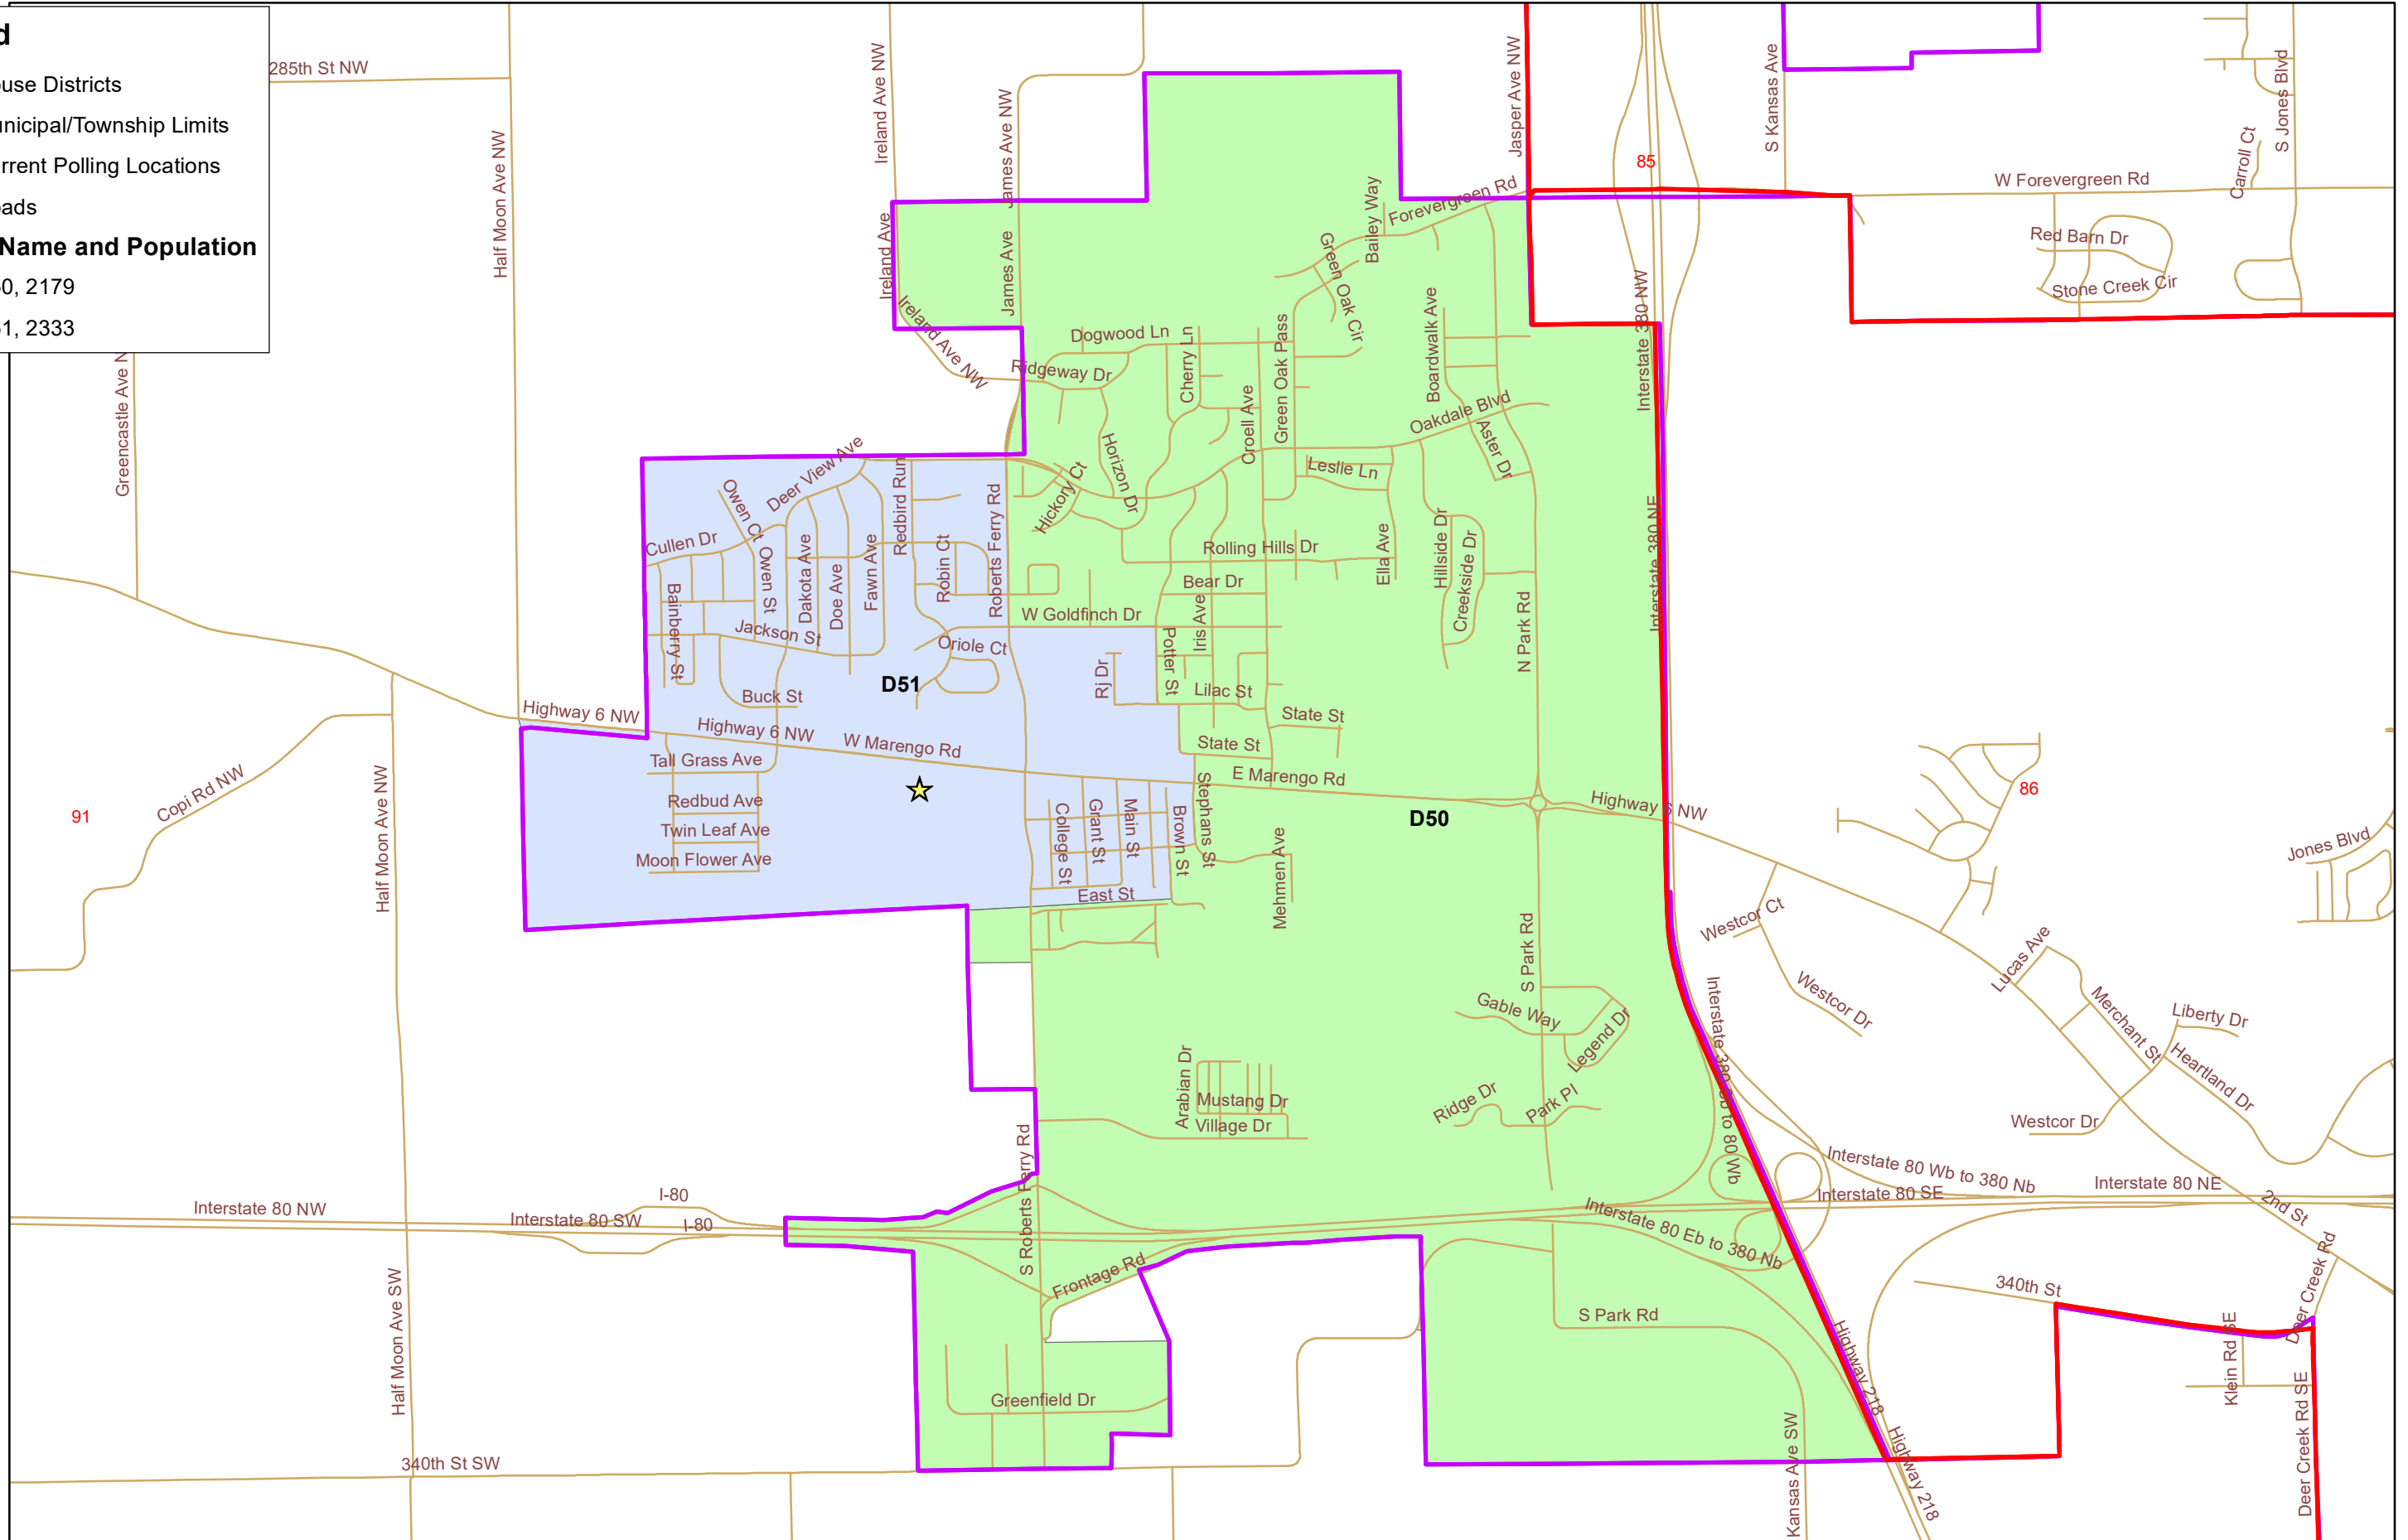 d
use Districts
unicipal/Township Limits
rrent Polling Locations
ads
Name and Population
0, 2179
1, 2333
285th St NW
Half Moon Ave NW
Ireland Ave NW
James Ave NW
Jasper Ave NW
85
S Kansas Ave
S Jones Blvd
Carroll Ct
W Forevergreen Rd
Red Barn Dr
Stone Creek Cir
Ireland Ave
James Ave
Bailey Way
Forevergreen Rd
Green Oak Cir
Ireland Ave NW
Dogwood Ln
Ridgeway Dr
Cherry Ln
Green Oak Pass
Croell Ave
Boardwalk Ave
Oakdale Blvd
Aster Dr
Interstate 380 NW
Greencastle Ave N
Deer View Ave
Owen Ct
Redbird Run
Roberts Ferry Rd
Hickory Ct
Horizon Dr
Leslie Ln
Cullen Dr
Owen St
Dakota Ave
Doe Ave
Fawn Ave
Robin Ct
Rolling Hills Dr
Ella Ave
Hillside Dr
Creekside Dr
Interstate 380 NE
Bainberry St
Jackson St
Bear Dr
W Goldfinch Dr
Iris Ave
Potter St
N Park Rd
Oriole Ct
Rj Dr
D51
Buck St
Lilac St
State St
State St
Highway 6 NW
Highway 6 NW
W Marengo Rd
E Marengo Rd
Tall Grass Ave
Redbud Ave
Twin Leaf Ave
Moon Flower Ave
College St
Grant St
Main St
Brown St
Stephans St
Mehmen Ave
East St
D50
Highway 6 NW
91
Copi Rd NW
Half Moon Ave NW
86
Jones Blvd
Westcor Ct
Westcor Dr
Lucas Ave
Merchant St
Liberty Dr
Heartland Dr
Westcor Dr
S Park Rd
Gable Way
Legend Dr
Ridge Dr
Park Pl
Arabian Dr
Mustang Dr
Village Dr
Interstate 380 Sb to 80 Wb
S Roberts Ferry Rd
Interstate 80 NW
Interstate 80 SW
I-80
I-80
Interstate 80 Wb to 380 Nb
Interstate 80 SE
Interstate 80 NE
2nd St
Interstate 80 Eb to 380 Nb
Frontage Rd
Deer Creek Rd
340th St
S Park Rd
Half Moon Ave SW
Highway 218
Klein Rd SE
Deer Creek Rd SE
Greenfield Dr
340th St SW
Kansas Ave SW
Highway 218